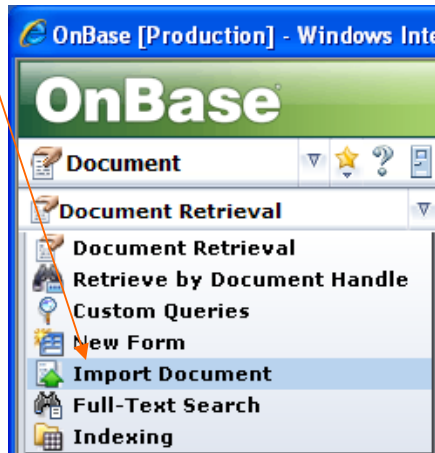 OnBase [Production] - Windows Inte
OnBase
Document
Document Retrieval
Document Retrieval
Retrieve by Document Handle
Custom Queries
New Form
Import Document
Full-Text Search
Indexing